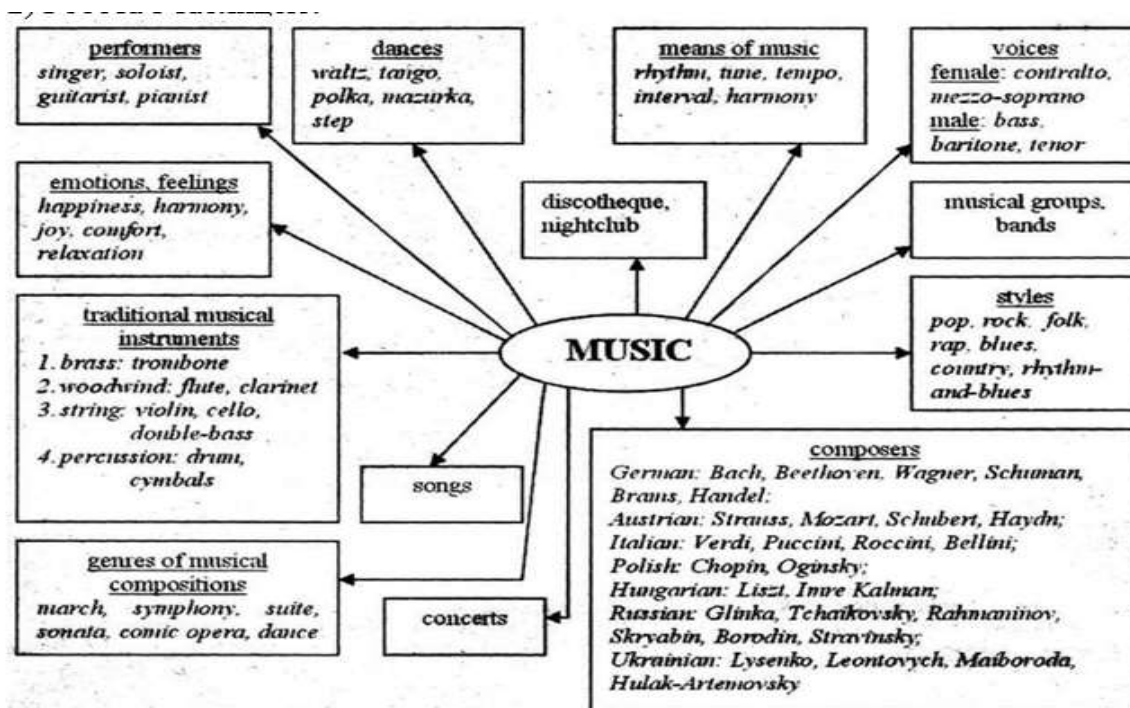 performers
singer, soloist,
guitarist, pianist
dances
waltz, tango,
polka, mazurka,
step
means of music
rhythm, tune, tempo,
interval, harmony
voices
female: contralto,
mezzo-soprano
male: bass,
baritone, tenor
emotions, feelings
happiness, harmony,
joy, comfort,
relaxation
discotheque,
nightclub
musical groups,
bands
traditional musical
instruments
1. brass: trombone
2. woodwind: flute, clarinet
3. string: violin, cello,
double-bass
4. percussion: drum,
cymbals
MUSIC
styles
pop, rock, folk,
rap, blues,
country, rhythm-
and-blues
songs
composers
German: Bach, Beethoven, Wagner, Schuman,
Brams, Handel;
Austrian: Strauss, Mozart, Schubert, Haydn;
Italian: Verdi, Puccini, Roccini, Bellini;
Polish: Chopin, Oginsky;
Hungarian: Liszt, Imre Kalman;
Russian: Glinka, Tchaikovsky, Rahmaninov,
Skryabin, Borodin, Stravinsky;
Ukrainian: Lysenko, Leontovych, Maiboroda,
Hulak-Artemovsky
genres of musical
compositions
march, symphony, suite,
sonata, comic opera, dance
concerts